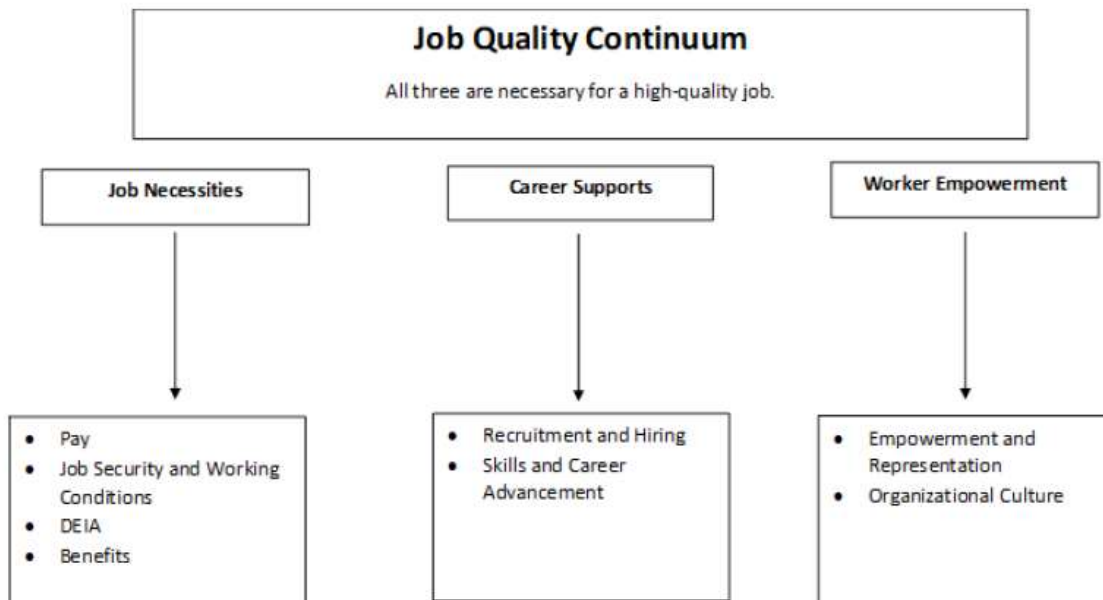 Job Quality Continuum
All three are necessary for a high-quality job.
Job Necessities
Career Supports
Worker Empowerment
● Pay
● Job Security and Working
Conditions
● DEIA
● Benefits
● Recruitment and Hiring
● Skills and Career
Advancement
● Empowerment and
Representation
● Organizational Culture